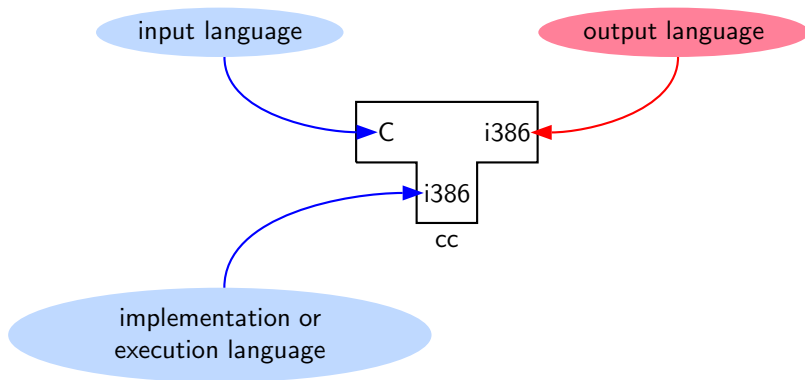 input language
output language
C
i386
i386
cc
implementation or
execution language